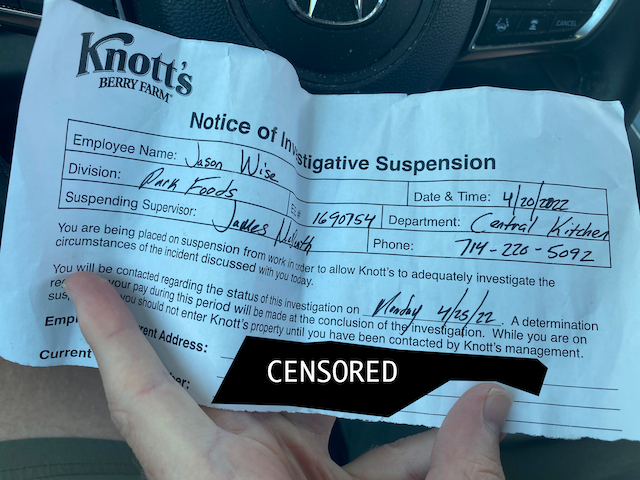 Knott's
BERRY FARM
Notice of Investigative Suspension
Employee Name: Jason Wise
Date & Time: 4/20/2022
Division: Park Foods
Es# 1690754
Department: Central Kitchen
Suspending Supervisor: James
Phone: 714-220-5092
You are being placed on suspension from work in order to allow Knott's to adequately investigate the
circumstances of the incident discussed with you today.
You will be contacted regarding the status of this investigation on Monday 4/25/22. A determination
your pay during this period will be made at the conclusion of the investigation. While you are on
you should not enter Knott's property until you have been contacted by Knott's management.
Address:
Current
CENSORED
CANCEL